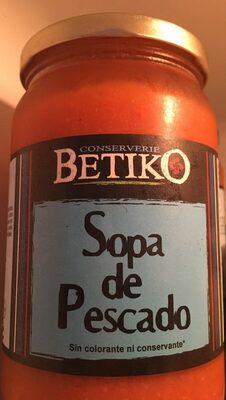 CONSERVERIE
BETIKO
Sopa
de
Pescado
Sin colorante ni conservante*